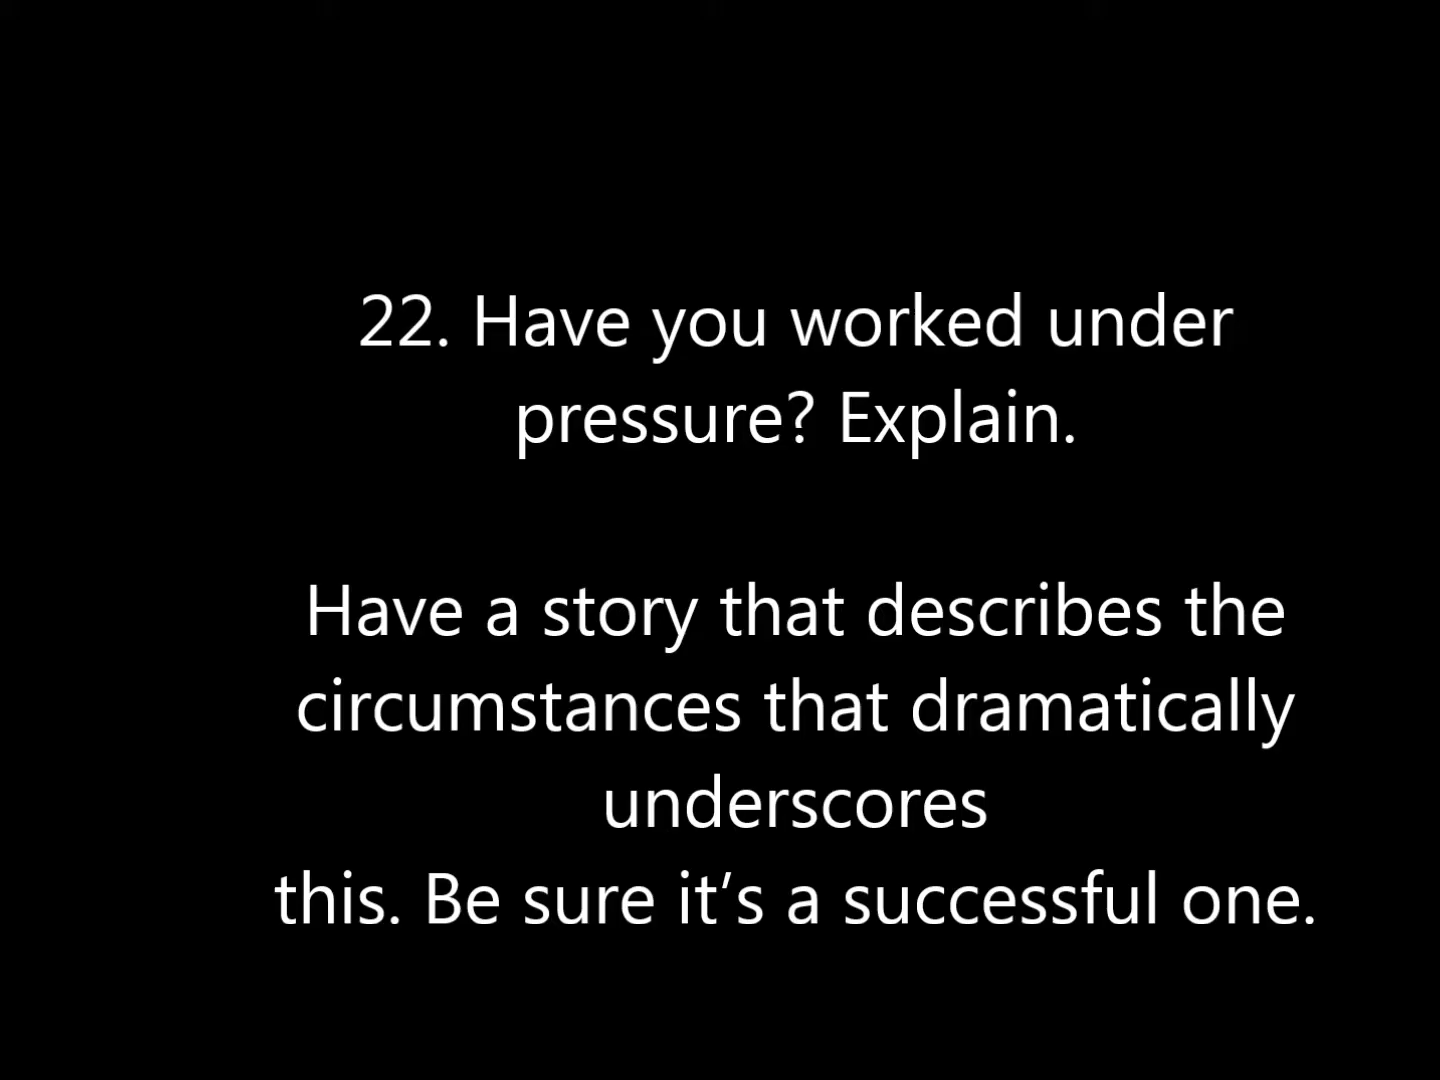 22. Have you worked under
pressure? Explain.
Have a story that describes the
circumstances that dramatically
underscores
this. Be sure it’s a successful one.